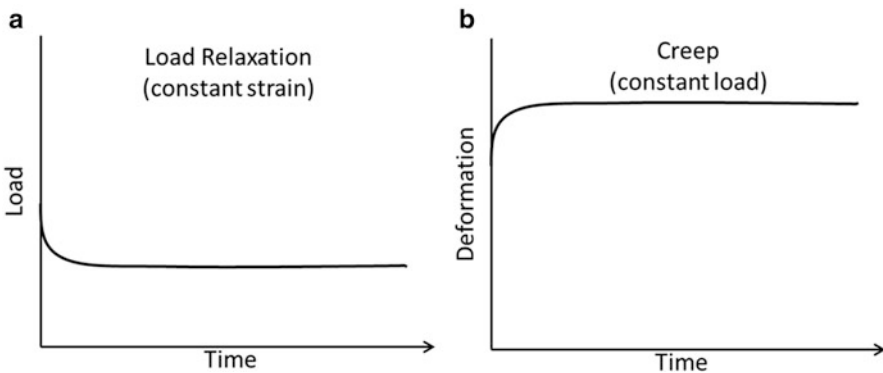 a
Load Relaxation
(constant strain)
Load
Time
b
Creep
(constant load)
Deformation
Time